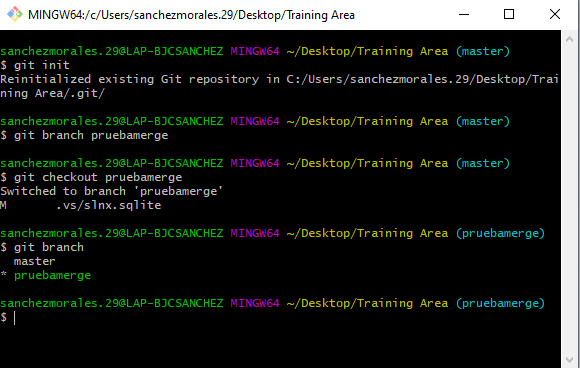 MINGW64:/c/Users/sanchezmorales.29/Desktop/Training Area
sanchezmorales.29@LAP-BJCSANCHEZ MINGW64 ~/Desktop/Training Area (master)
$ git init
Reinitialized existing Git repository in C:/Users/sanchezmorales.29/Desktop/Trai
ning Area/.git/
sanchezmorales.29@LAP-BJCSANCHEZ MINGW64 ~/Desktop/Training Area (master)
$ git branch pruebamerge
sanchezmorales.29@LAP-BJCSANCHEZ MINGW64 ~/Desktop/Training Area (master)
$ git checkout pruebamerge
Switched to branch 'pruebamerge'
M       .vs/slnx.sqlite
sanchezmorales.29@LAP-BJCSANCHEZ MINGW64 ~/Desktop/Training Area (pruebamerge)
$ git branch
  master
* pruebamerge
sanchezmorales.29@LAP-BJCSANCHEZ MINGW64 ~/Desktop/Training Area (pruebamerge)
$